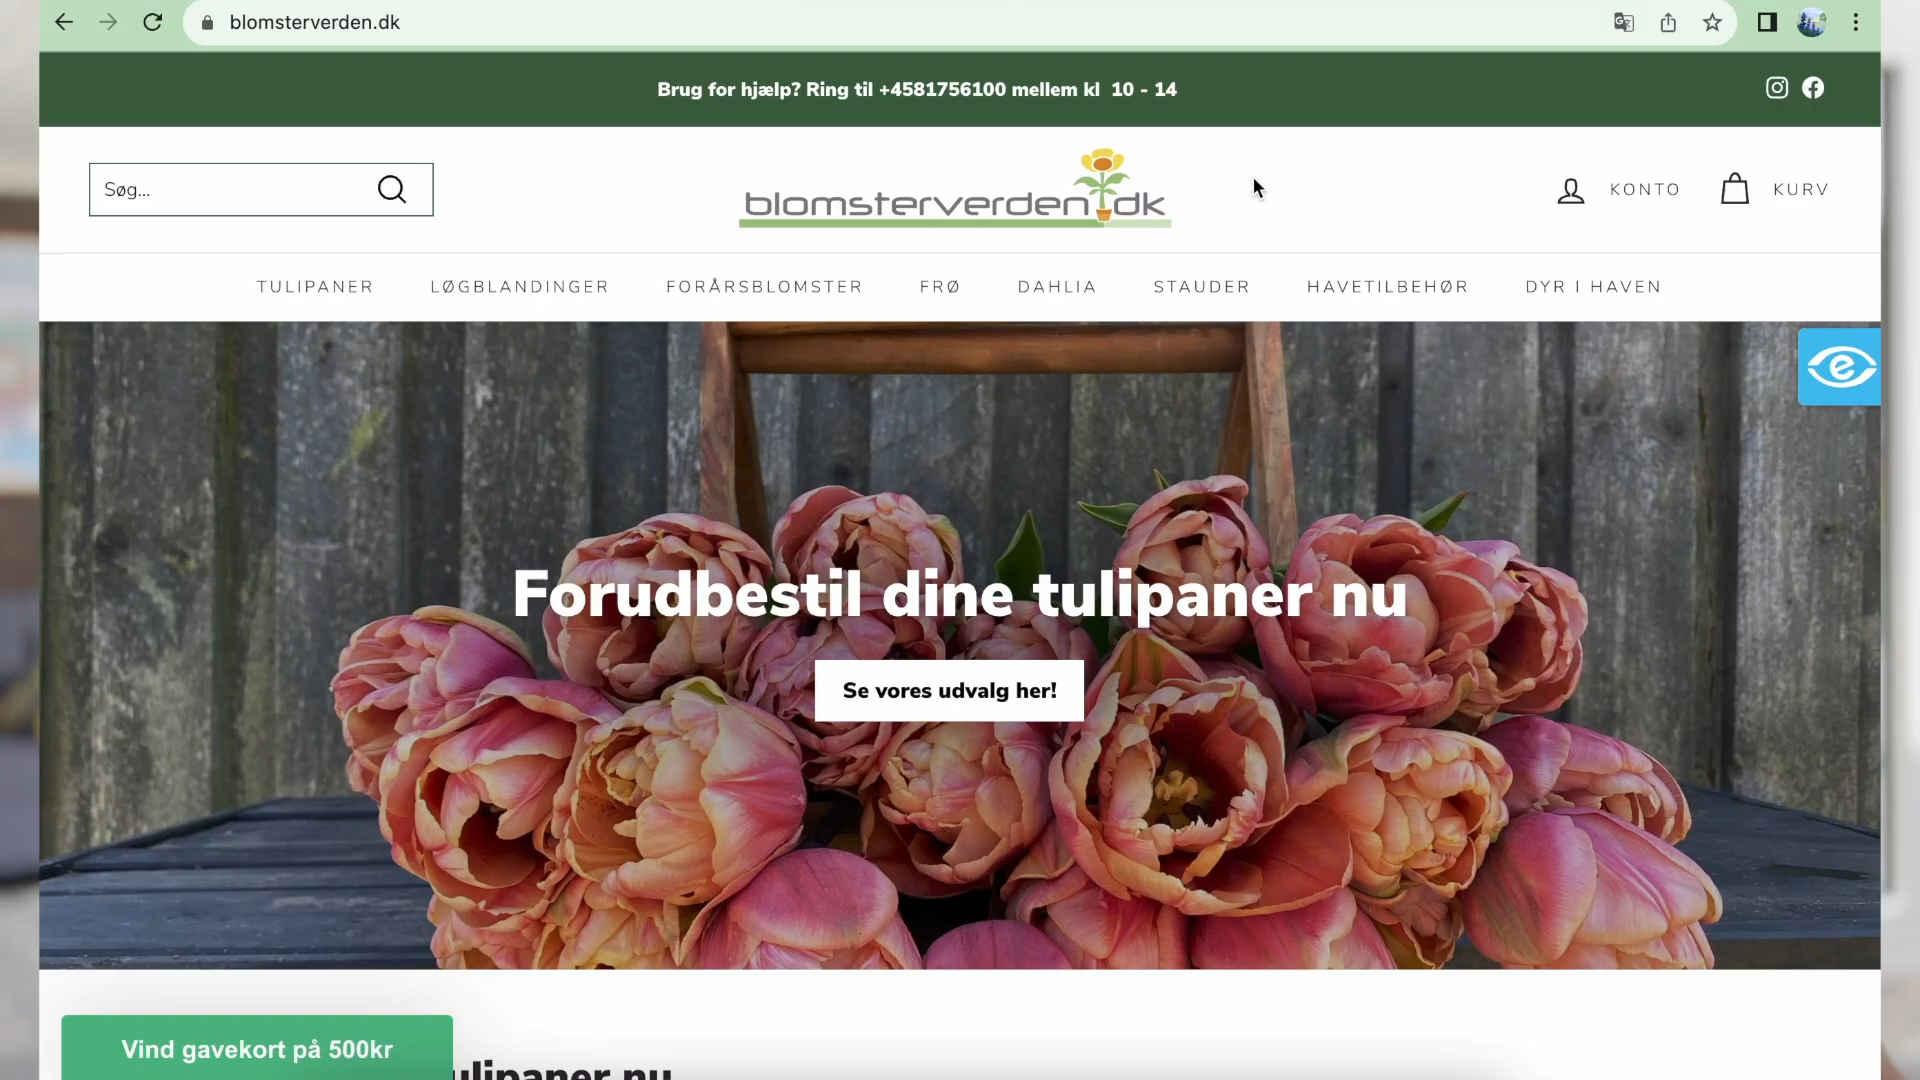 blomsterverden.dk
Brug for hjælp? Ring til +4581756100 mellem kl 10 - 14
Søg...
blomsterverden.dk
KONTO
KURV
TULIPANER
LØGBLANDINGER
FORÅRSBLOMSTER
FRØ
DAHLIA
STAUDER
HAVETILBEHØR
DYR I HAVEN
e
Forudbestil dine tulipaner nu
Se vores udvalg her!
Vind gavekort på 500kr
ulipaner nu